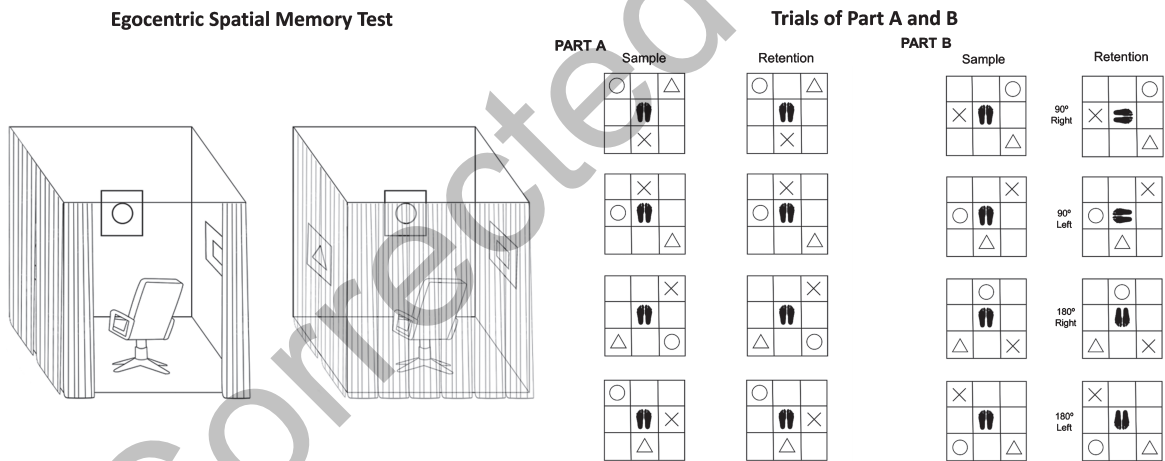 Egocentric Spatial Memory Test
Trials of Part A and B
PART A
Sample
Retention
PART B
Sample
Retention
90º
Right
90º
Left
180º
Right
180º
Left
Corrected